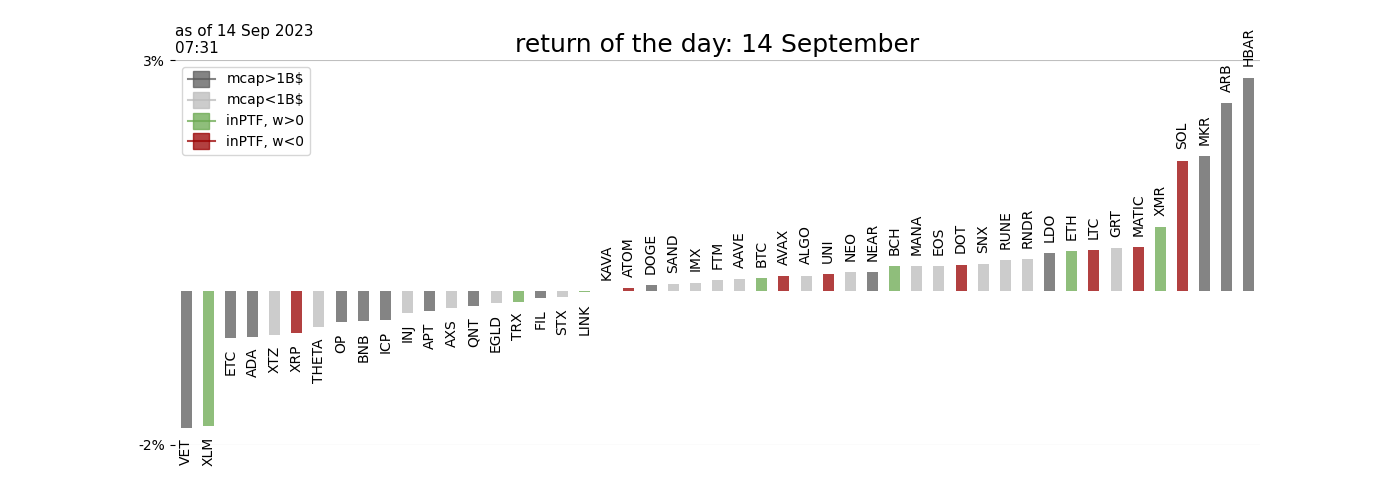 as of 14 Sep 2023
07:31
return of the day: 14 September
3%
mcap>1B$
mcap<1B$
inPTF, w>0
inPTF, w<0
-2%
VET
XLM
ETC
ADA
XTZ
XRP
THETA
OP
BNB
ICP
INJ
APT
AXS
QNT
EGLD
TRX
FIL
STX
LINK
KAVA
ATOM
DOGE
SAND
IMX
FTM
AAVE
BTC
AVAX
ALGO
UNI
NEO
NEAR
BCH
MANA
EOS
DOT
SNX
RUNE
RNDR
LDO
ETH
LTC
GRT
MATIC
XMR
SOL
MKR
ARB
HBAR